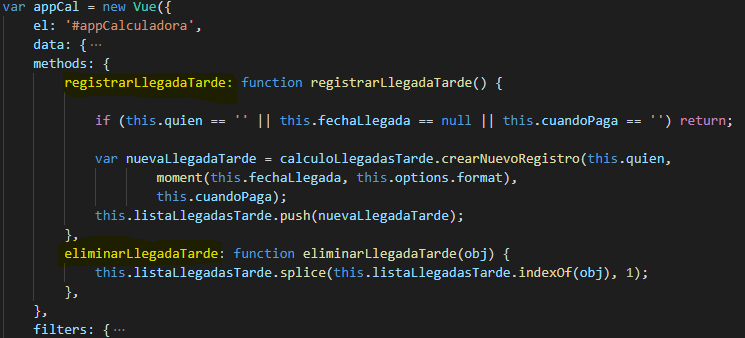 var appCal = new Vue({
    el: '#appCalculadora',
    data: {…
    methods: {
        registrarLlegadaTarde: function registrarLlegadaTarde() {
            if (this.quien == '' || this.fechaLlegada == null || this.cuandoPaga == '') return;
            var nuevaLlegadaTarde = calculoLlegadasTarde.crearNuevoRegistro(this.quien,
                    moment(this.fechaLlegada, this.options.format),
                    this.cuandoPaga);
            this.listaLlegadasTarde.push(nuevaLlegadaTarde);
        },
        eliminarLlegadaTarde: function eliminarLlegadaTarde(obj) {
            this.listaLlegadasTarde.splice(this.listaLlegadasTarde.indexOf(obj), 1);
        },
    },
    filters: {…